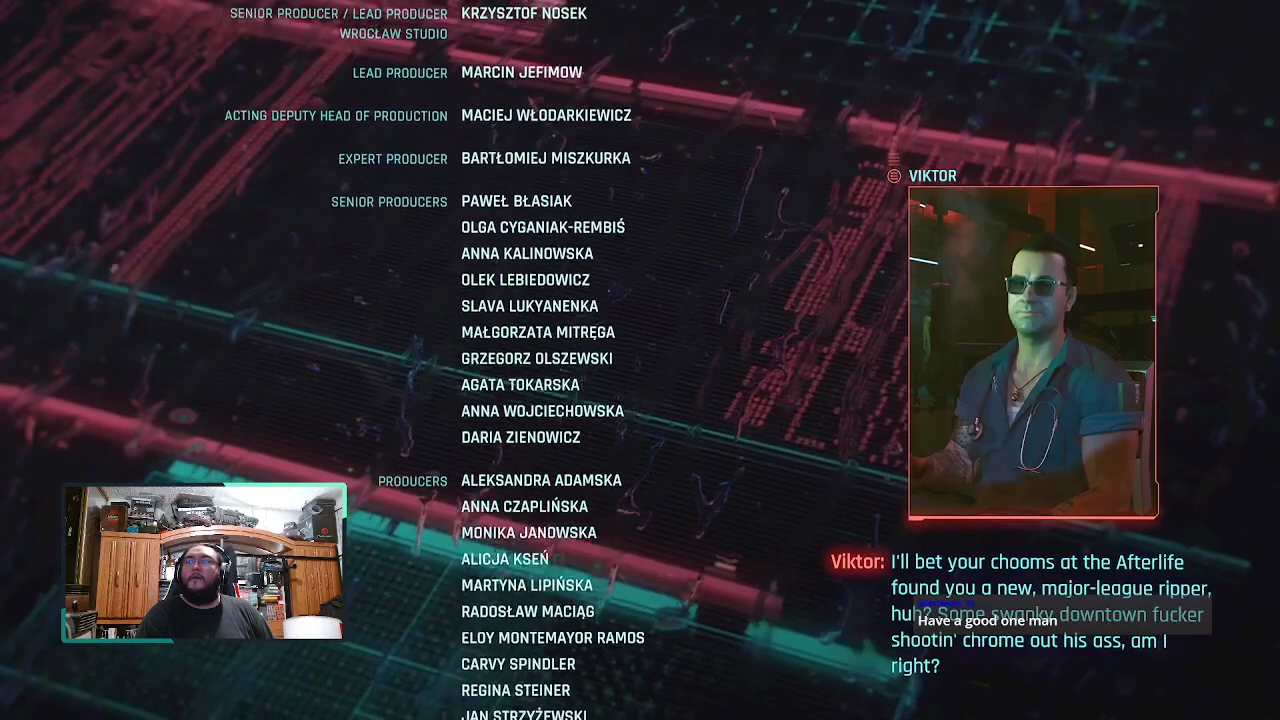 SENIOR PRODUCER / LEAD PRODUCER KRZYSZTOF NOSEK
WROCŁAW STUDIO
LEAD PRODUCER MARCIN JEFIMOW
ACTING DEPUTY HEAD OF PRODUCTION MACIEJ WŁODARKIEWICZ
EXPERT PRODUCER BARTŁOMIEJ MISZKURKA
SENIOR PRODUCERS PAWEŁ BŁASIAK
OLGA CYGANIAK-REMBIŚ
ANNA KALINOWSKA
OLEK LEBIEDOWICZ
SLAVA LUKYANENKA
MAŁGORZATA MITRĘGA
GRZEGORZ OLSZEWSKI
AGATA TOKARSKA
ANNA WOJCIECHOWSKA
DARIA ZIENOWICZ
PRODUCERS ALEKSANDRA ADAMSKA
ANNA CZAPLIŃSKA
MONIKA JANOWSKA
ALICJA KSEŃ
MARTYNA LIPIŃSKA
RADOSŁAW MACIĄG
ELOY MONTEMAYOR RAMOS
CARVY SPINDLER
REGINA STEINER
JAN STRZYŻEWSKI
VIKTOR
Viktor: I'll bet your chooms at the Afterlife
found you a new, major-league ripper,
huh? Some swanky downtown fucker
shootin' chrome out his ass, am I
right?
Have a good one man